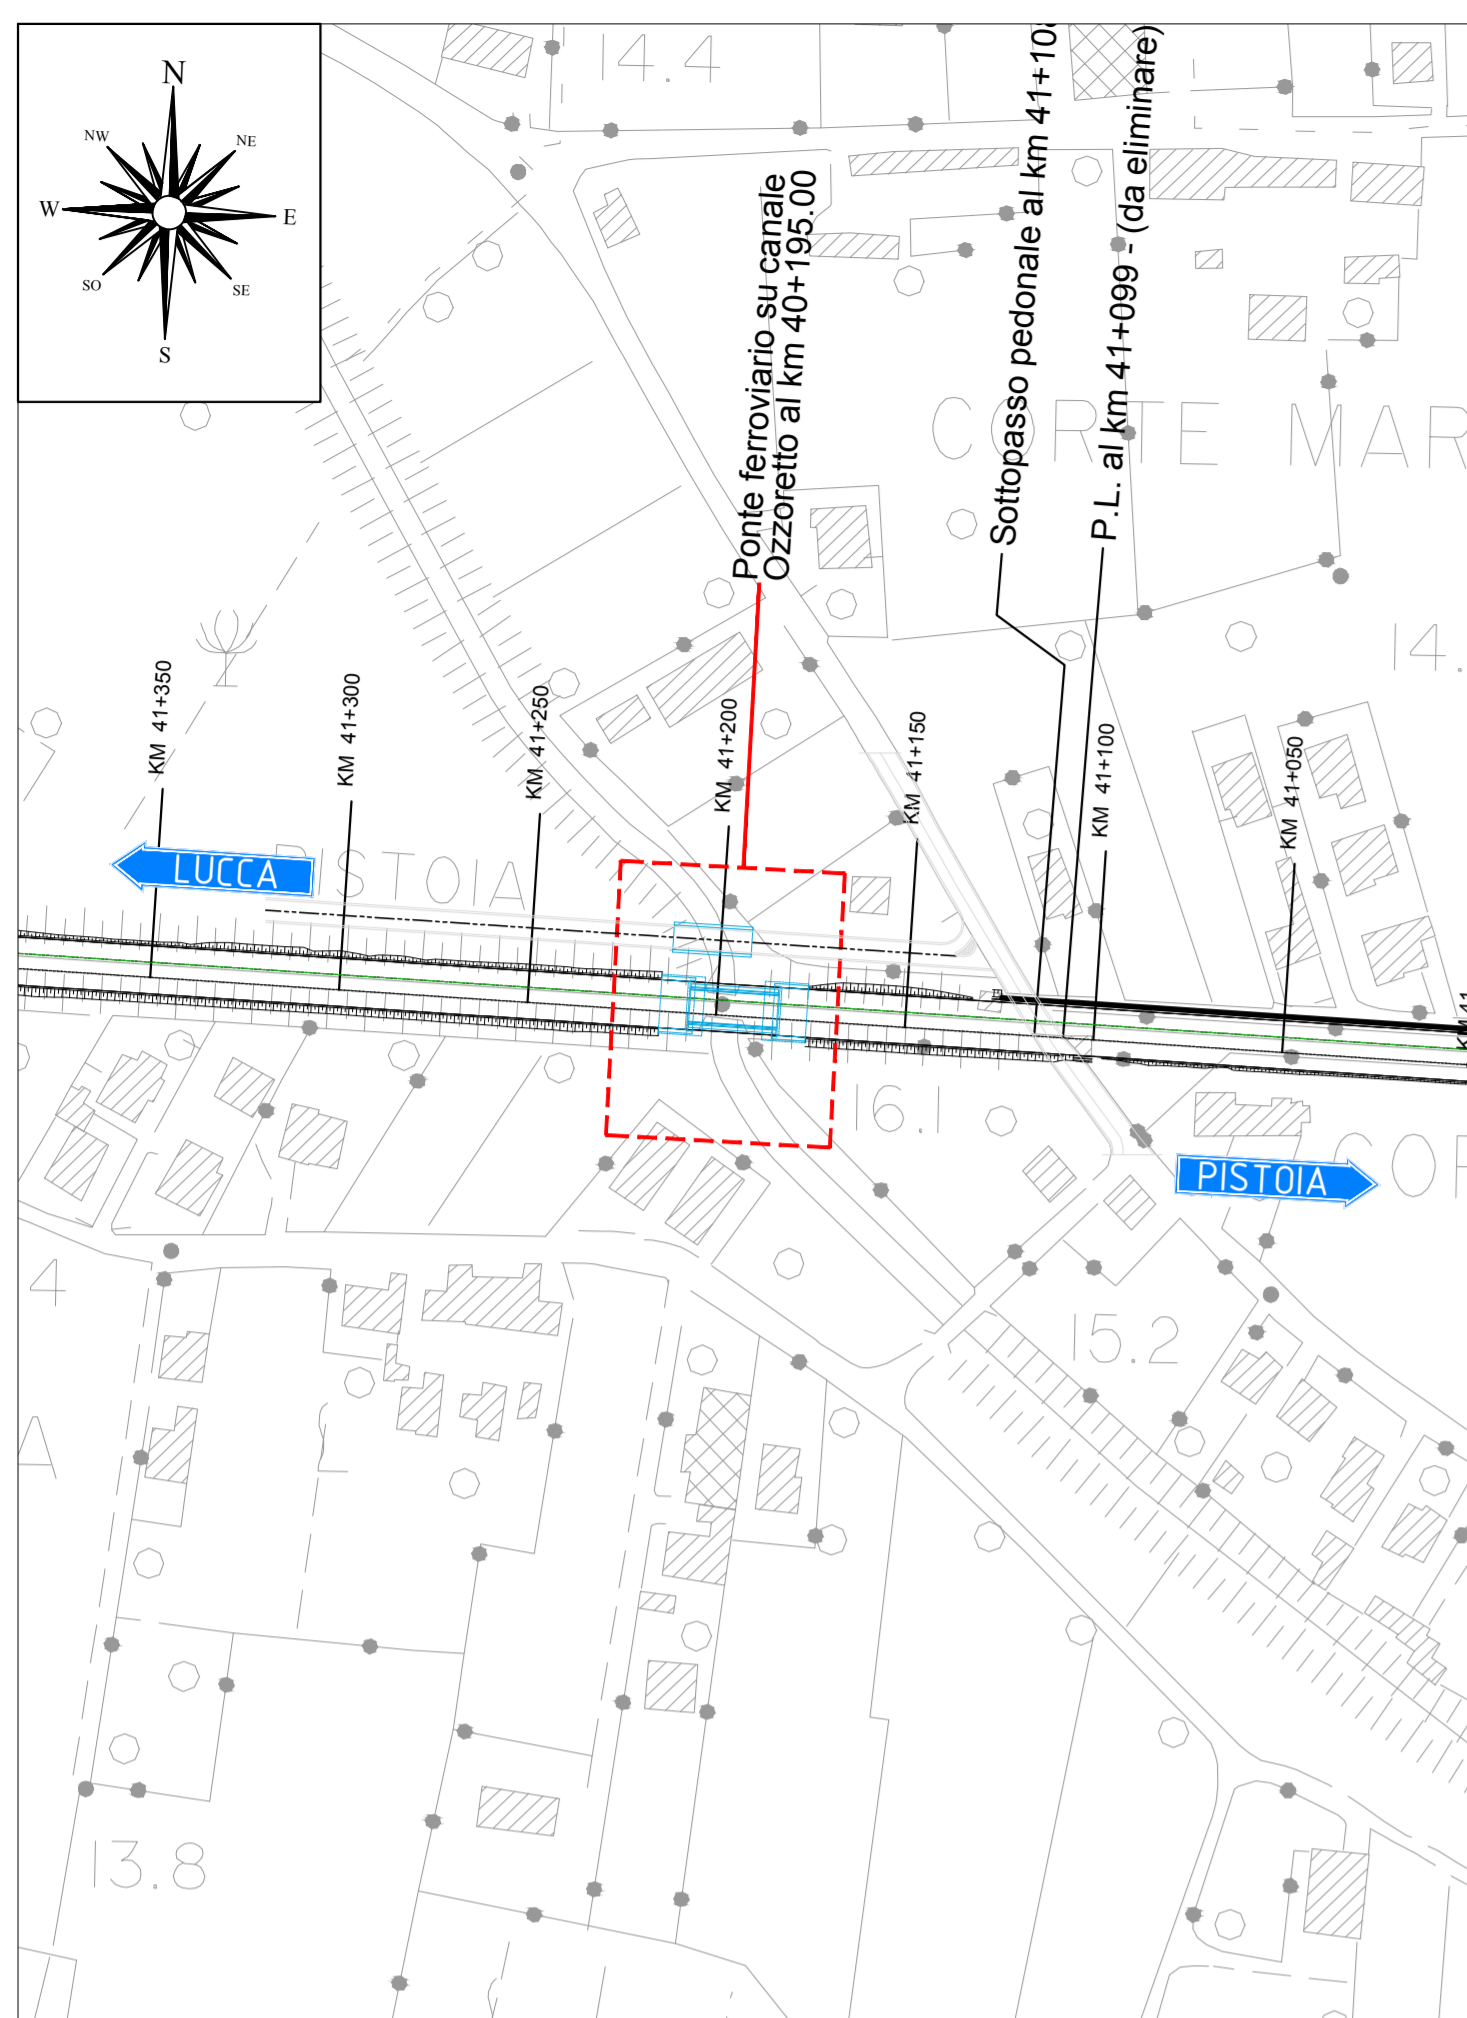 N
NW
NE
W
E
SO
SE
S
14.4
Ponte ferroviario su canale
Ozzoretto al km 40+195.00
Sottopasso pedonale al km
P.L. al km 41+099 - (da eliminare)
CORTE
14.
KM 41+350
KM 41+300
KM 41+250
KM 41+200
KM 41+150
KM 41+100
KM 41+050
LUCCA
PISTOIA
16.1
PISTOIA
4
15.2
A
13.8